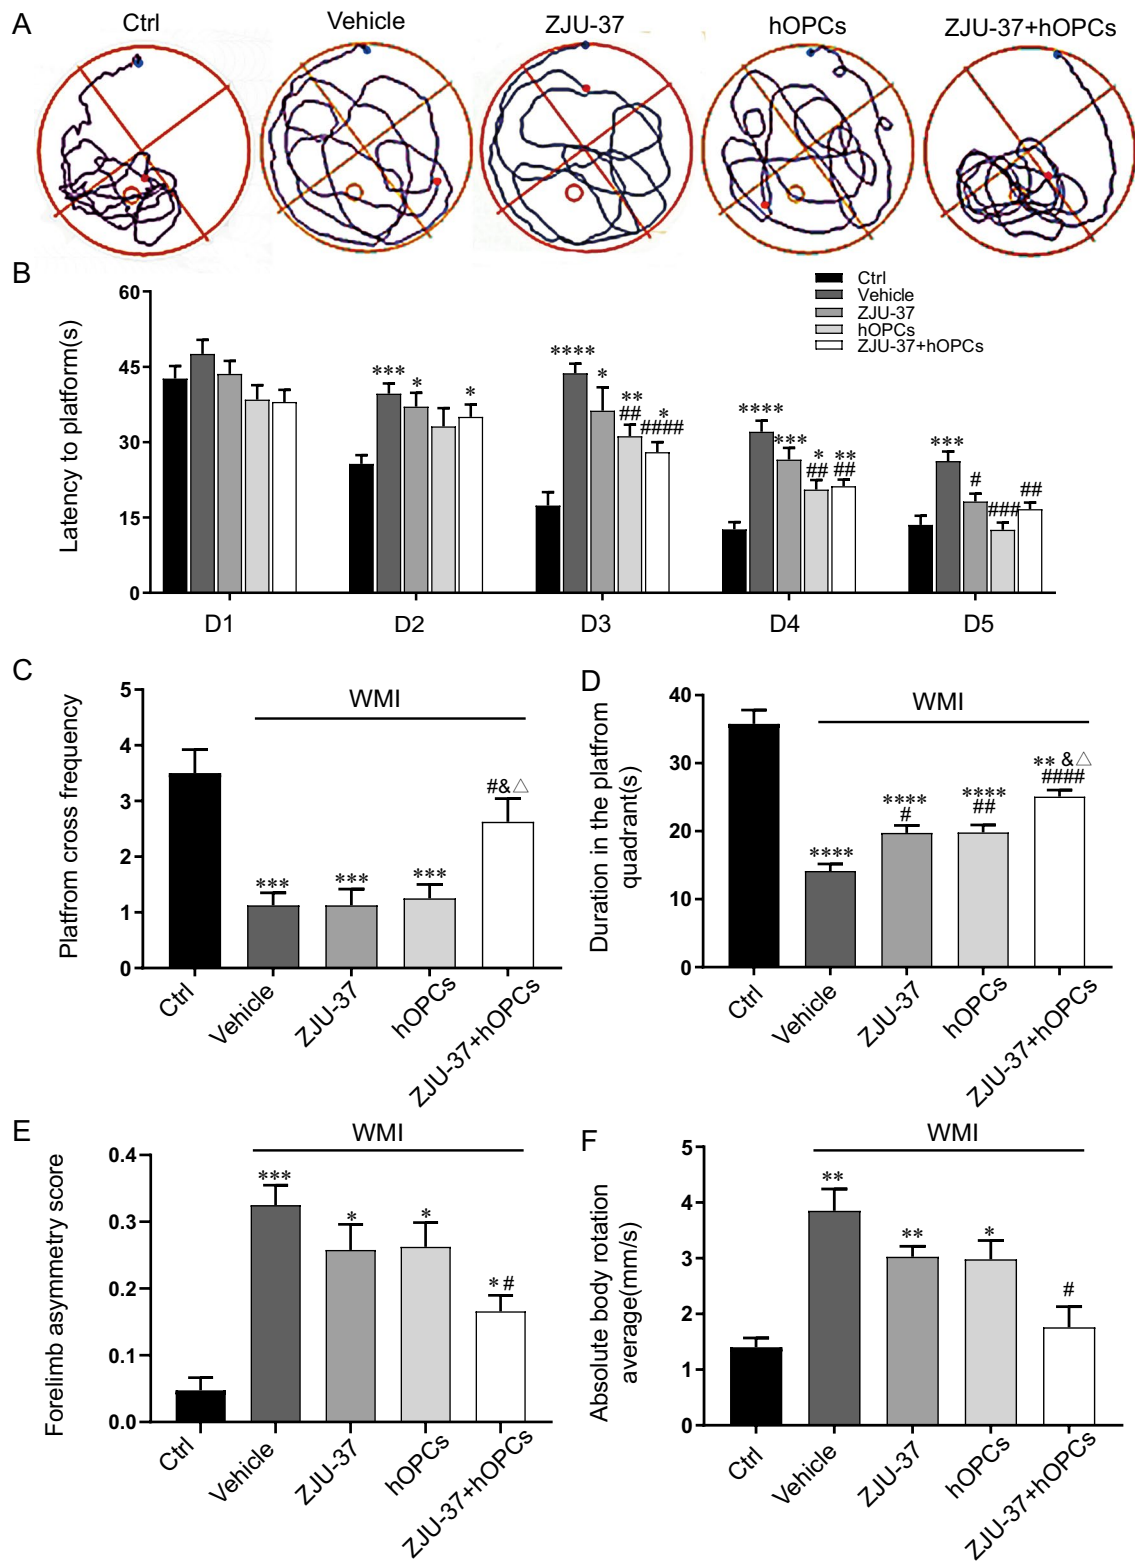 A
Ctrl
Vehicle
ZJU-37
hOPCs
ZJU-37+hOPCs
B
Latency to platform(s)
60
45
30
15
0
Ctrl
Vehicle
ZJU-37
hOPCs
ZJU-37+hOPCs
*** * *
**** * ** ## * ####
**** *** * ## ** ##
*** # ### ##
D1 D2 D3 D4 D5
C
Platfrom cross frequency
5
4
3
2
1
0
WMI
*** *** *** #&△
Ctrl
Vehicle
ZJU-37
hOPCs
ZJU-37+hOPCs
D
Duration in the platfrom
quadrant(s)
40
30
20
10
0
WMI
****
****
#
****
##
** &△
####
Ctrl
Vehicle
ZJU-37
hOPCs
ZJU-37+hOPCs
E
Forelimb asymmetry score
0.4
0.3
0.2
0.1
0.0
WMI
*** * * *#
Ctrl
Vehicle
ZJU-37
hOPCs
ZJU-37+hOPCs
F
Absolute body rotation
average(mm/s)
5
4
3
2
1
0
WMI
** ** * #
Ctrl
Vehicle
ZJU-37
hOPCs
ZJU-37+hOPCs